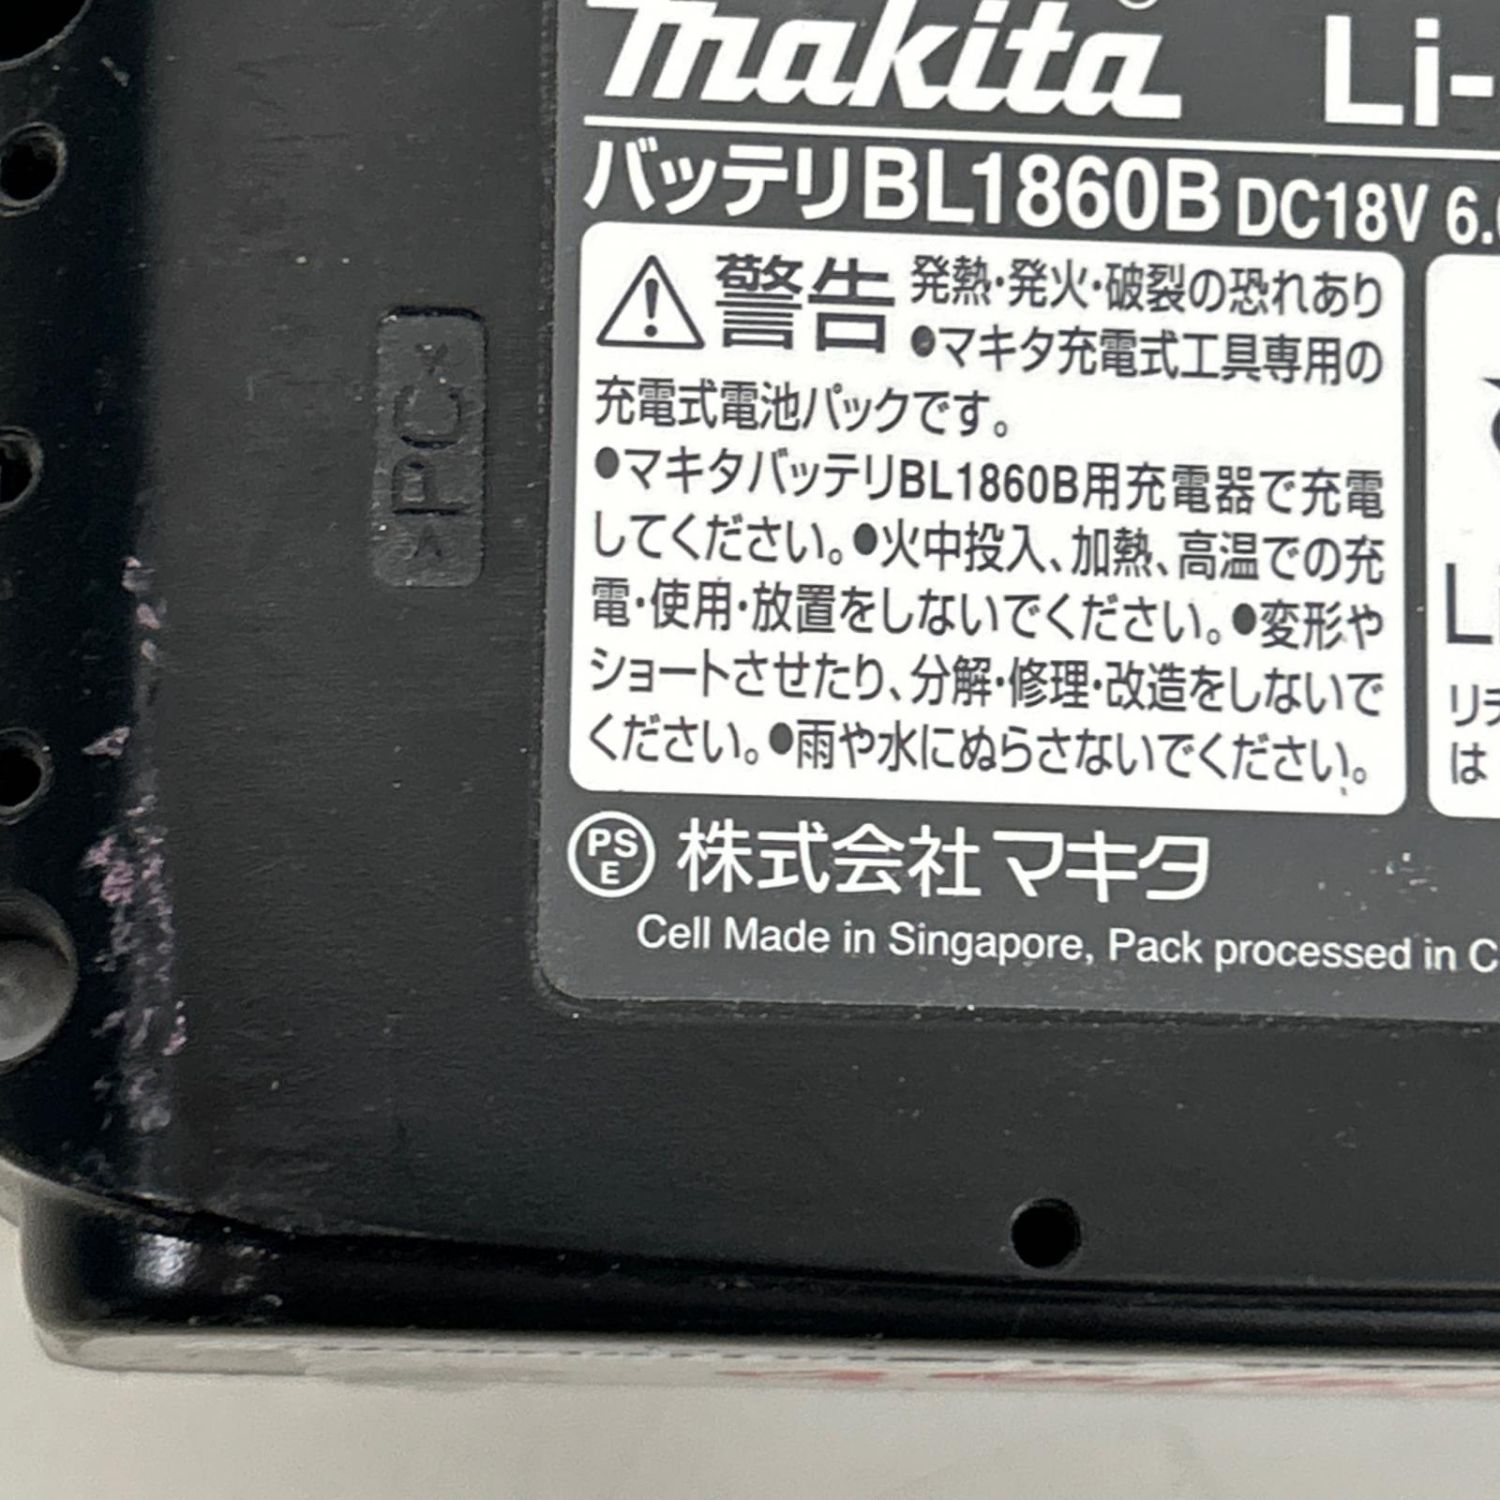 makita Li-
バッテリBL1860B DC18V 6.
警告 発熱・発火・破裂の恐れあり
●マキタ充電式工具専用の
充電式電池パックです。
●マキタバッテリBL1860B用充電器で充電
してください。●火中投入、加熱、高温での充
電・使用・放置をしないでください。●変形や
ショートさせたり、分解・修理・改造をしないで
ください。●雨や水にぬらさないでください。
Li
リチ
は
PS
E
株式会社マキタ
Cell Made in Singapore, Pack processed in C
>PC<